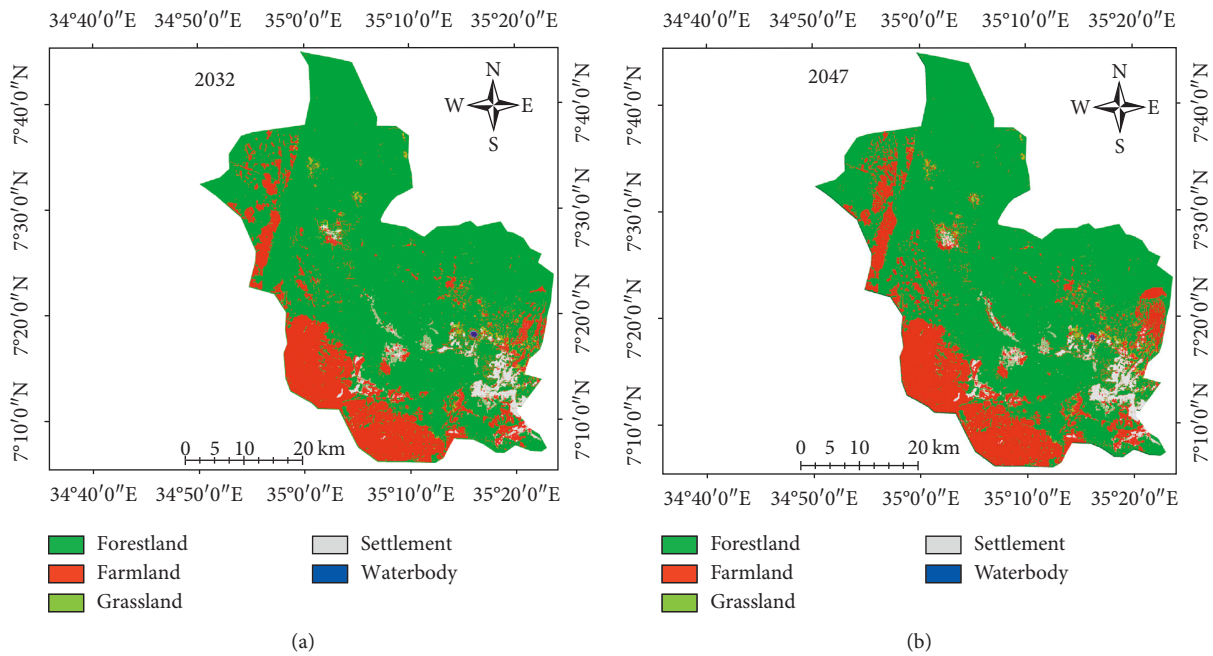 34°40′0″E 34°50′0″E 35°0′0″E 35°10′0″E 35°20′0″E
7°40′0″N
7°30′0″N
7°20′0″N
7°10′0″N
2032
N
W E
S
7°40′0″N
7°30′0″N
7°20′0″N
7°10′0″N
0 5 10 20 km
34°40′0″E 34°50′0″E 35°0′0″E 35°10′0″E 35°20′0″E
Forestland
Farmland
Grassland
Settlement
Waterbody
(a)
34°40′0″E 34°50′0″E 35°0′0″E 35°10′0″E 35°20′0″E
7°40′0″N
7°30′0″N
7°20′0″N
7°10′0″N
2047
N
W E
S
7°40′0″N
7°30′0″N
7°20′0″N
7°10′0″N
0 5 10 20 km
34°40′0″E 34°50′0″E 35°0′0″E 35°10′0″E 35°20′0″E
Forestland
Farmland
Grassland
Settlement
Waterbody
(b)